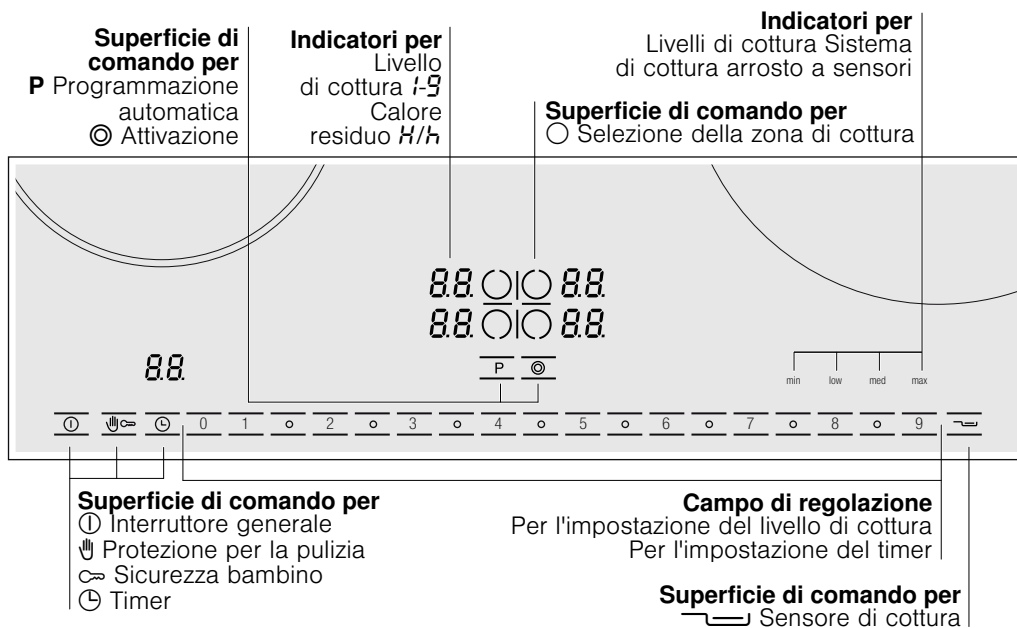 Superficie di
comando per
P Programmazione
automatica
◎ Attivazione
Indicatori per
Livello
di cottura 1-9
Calore
residuo H/h
Indicatori per
Livelli di cottura Sistema
di cottura arrosto a sensori
Superficie di comando per
○ Selezione della zona di cottura
8.8. 8.8.
8.8. 8.8.
8.8.
P
min low med max
0 1 2 3 4 5 6 7 8 9
Superficie di comando per
Interruttore generale
Protezione per la pulizia
Sicurezza bambino
Timer
Campo di regolazione
Per l'impostazione del livello di cottura
Per l'impostazione del timer
Superficie di comando per
Sensore di cottura